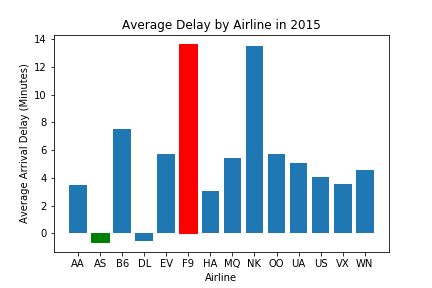 Average Delay by Airline in 2015
Average Arrival Delay (Minutes)
14
12
10
8
6
4
2
0
AA AS B6 DL EV F9 HA MQ NK OO UA US VX WN
Airline